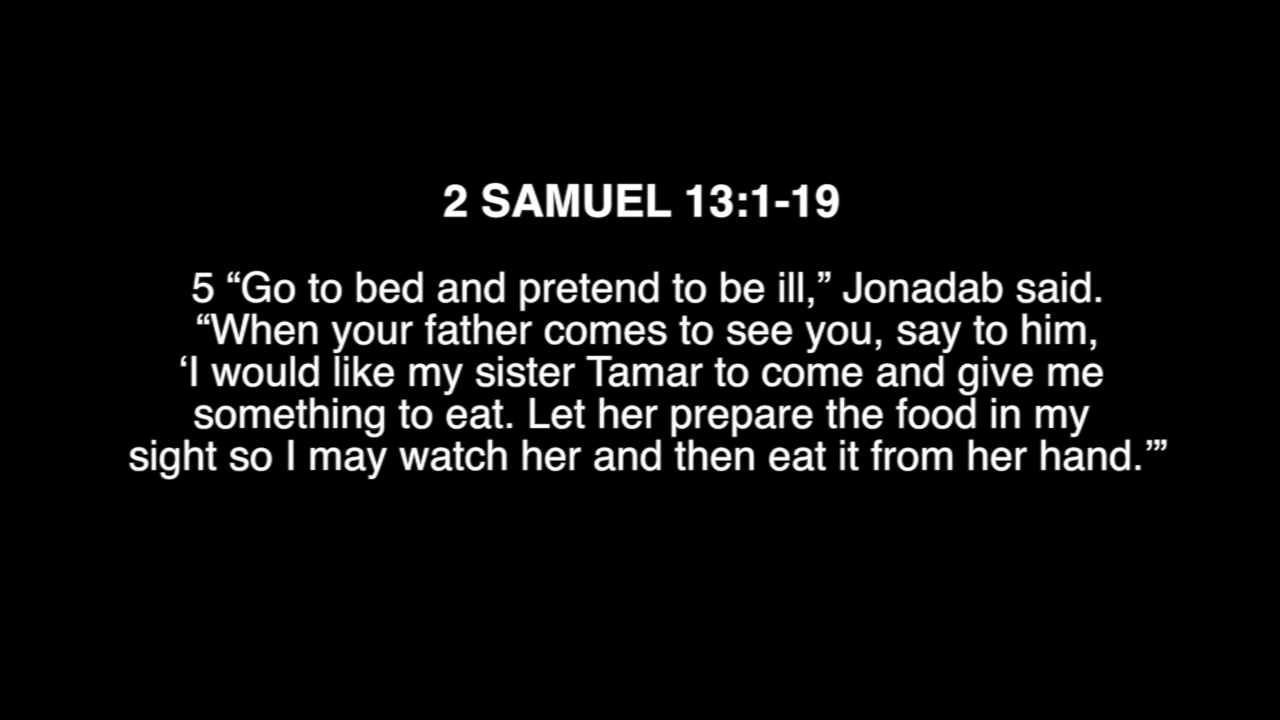 2 SAMUEL 13:1-19
5 “Go to bed and pretend to be ill,” Jonadab said.
“When your father comes to see you, say to him,
‘I would like my sister Tamar to come and give me
something to eat. Let her prepare the food in my
sight so I may watch her and then eat it from her hand.’”